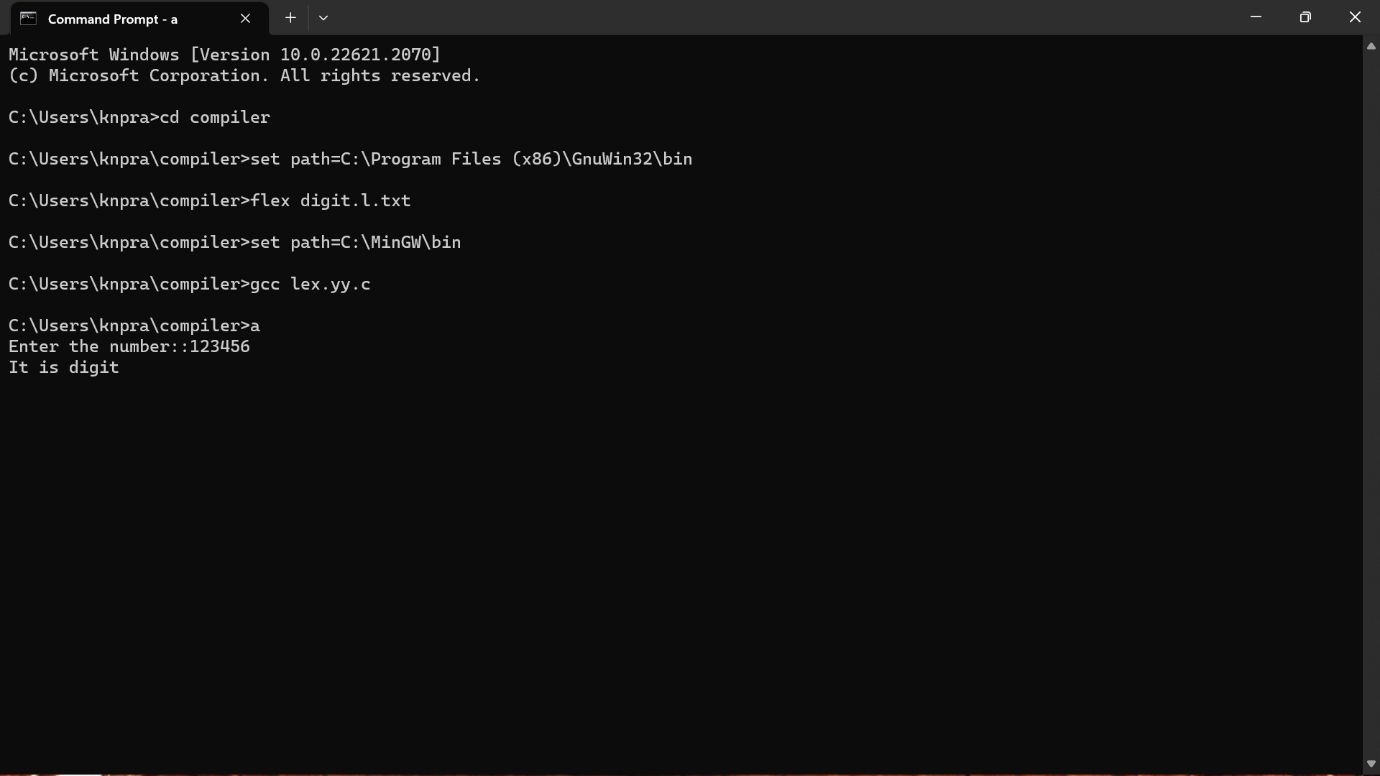 Command Prompt - a
Microsoft Windows [Version 10.0.22621.2070]
(c) Microsoft Corporation. All rights reserved.
C:\Users\knpra>cd compiler
C:\Users\knpra\compiler>set path=C:\Program Files (x86)\GnuWin32\bin
C:\Users\knpra\compiler>flex digit.l.txt
C:\Users\knpra\compiler>set path=C:\MinGW\bin
C:\Users\knpra\compiler>gcc lex.yy.c
C:\Users\knpra\compiler>a
Enter the number::123456
It is digit